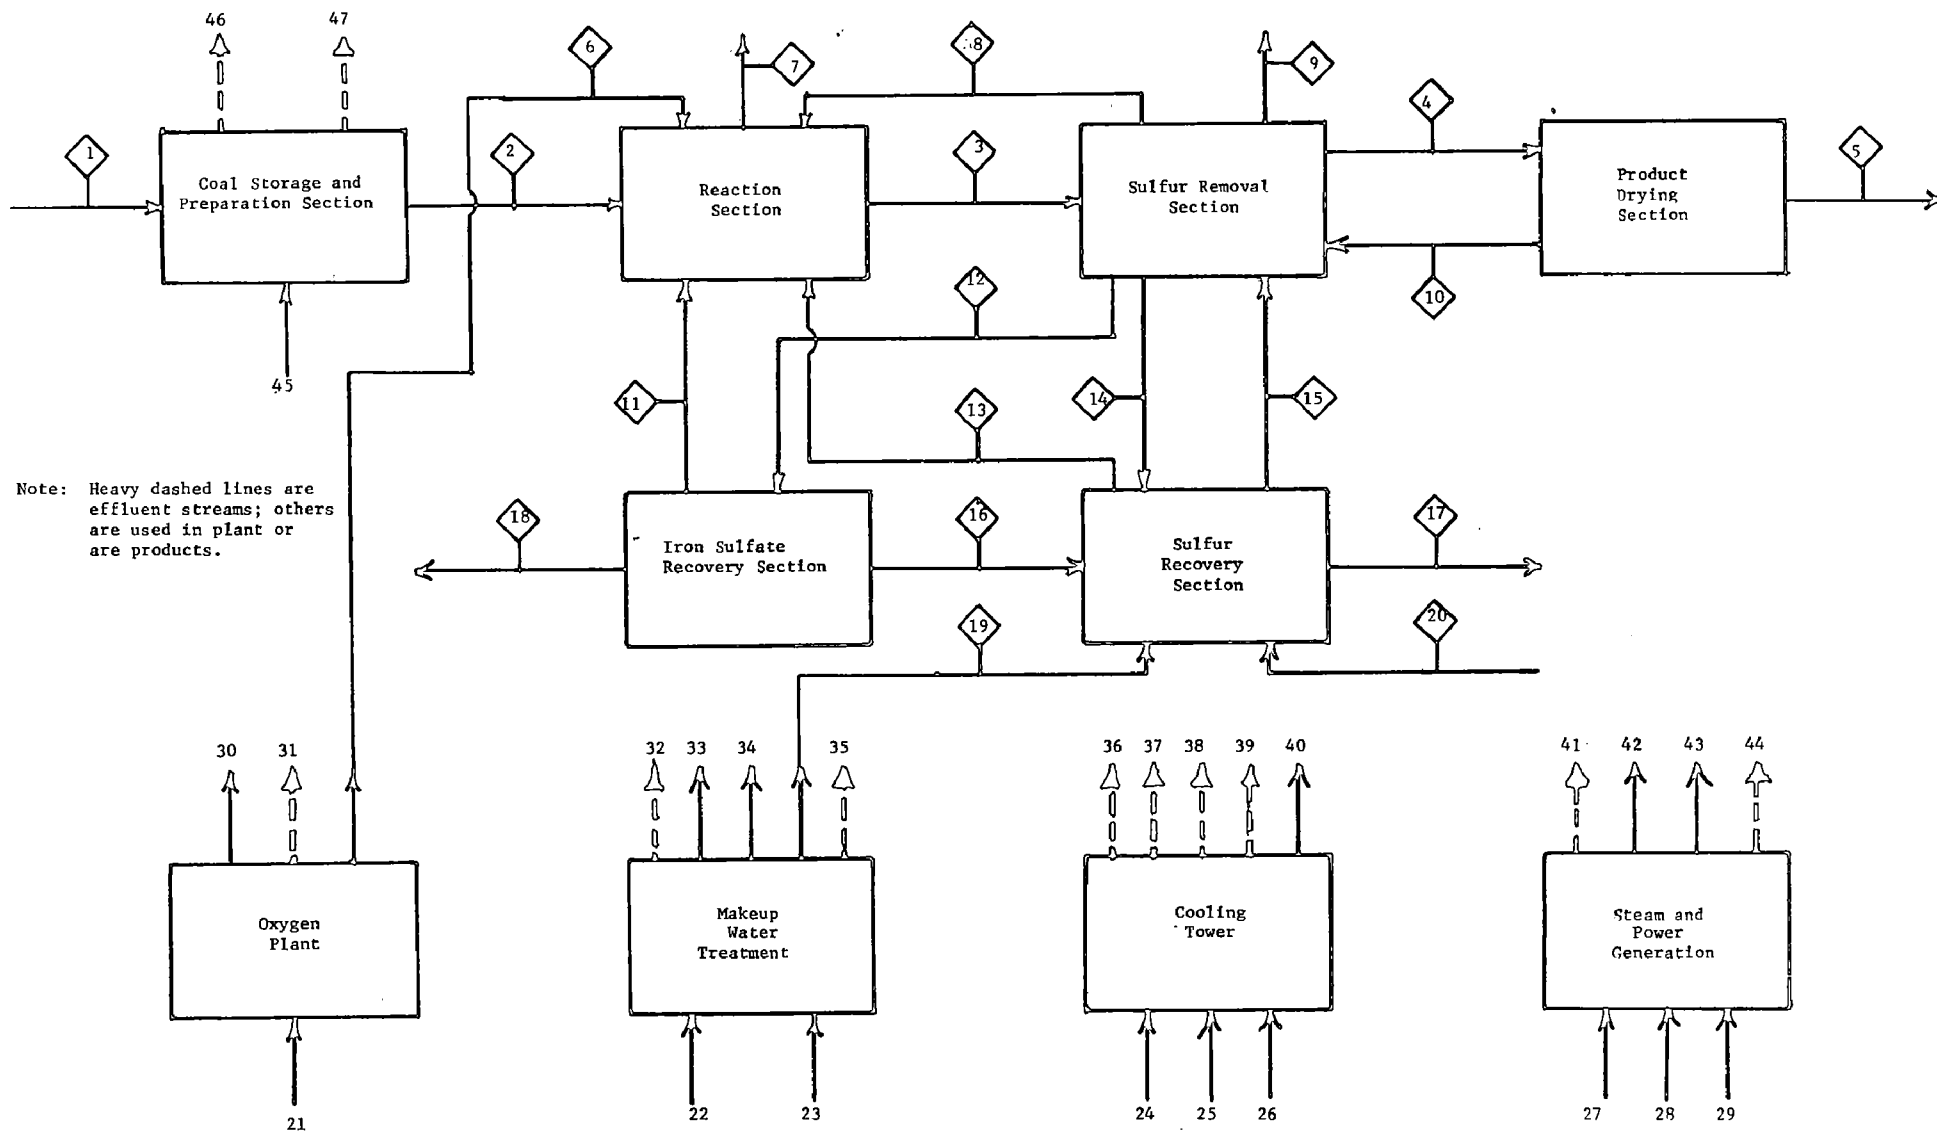 46
47
6
7
8
9
4
1
2
3
5
Coal Storage and
Preparation Section
Reaction
Section
Sulfur Removal
Section
Product
Drying
Section
12
10
45
11
13
14
15
Note: Heavy dashed lines are
effluent streams; others
are used in plant or
are products.
18
16
17
Iron Sulfate
Recovery Section
Sulfur
Recovery
Section
19
20
30
31
32
33
34
35
36
37
38
39
40
41
42
43
44
Oxygen
Plant
Makeup
Water
Treatment
Cooling
Tower
Steam and
Power
Generation
21
22
23
24
25
26
27
28
29